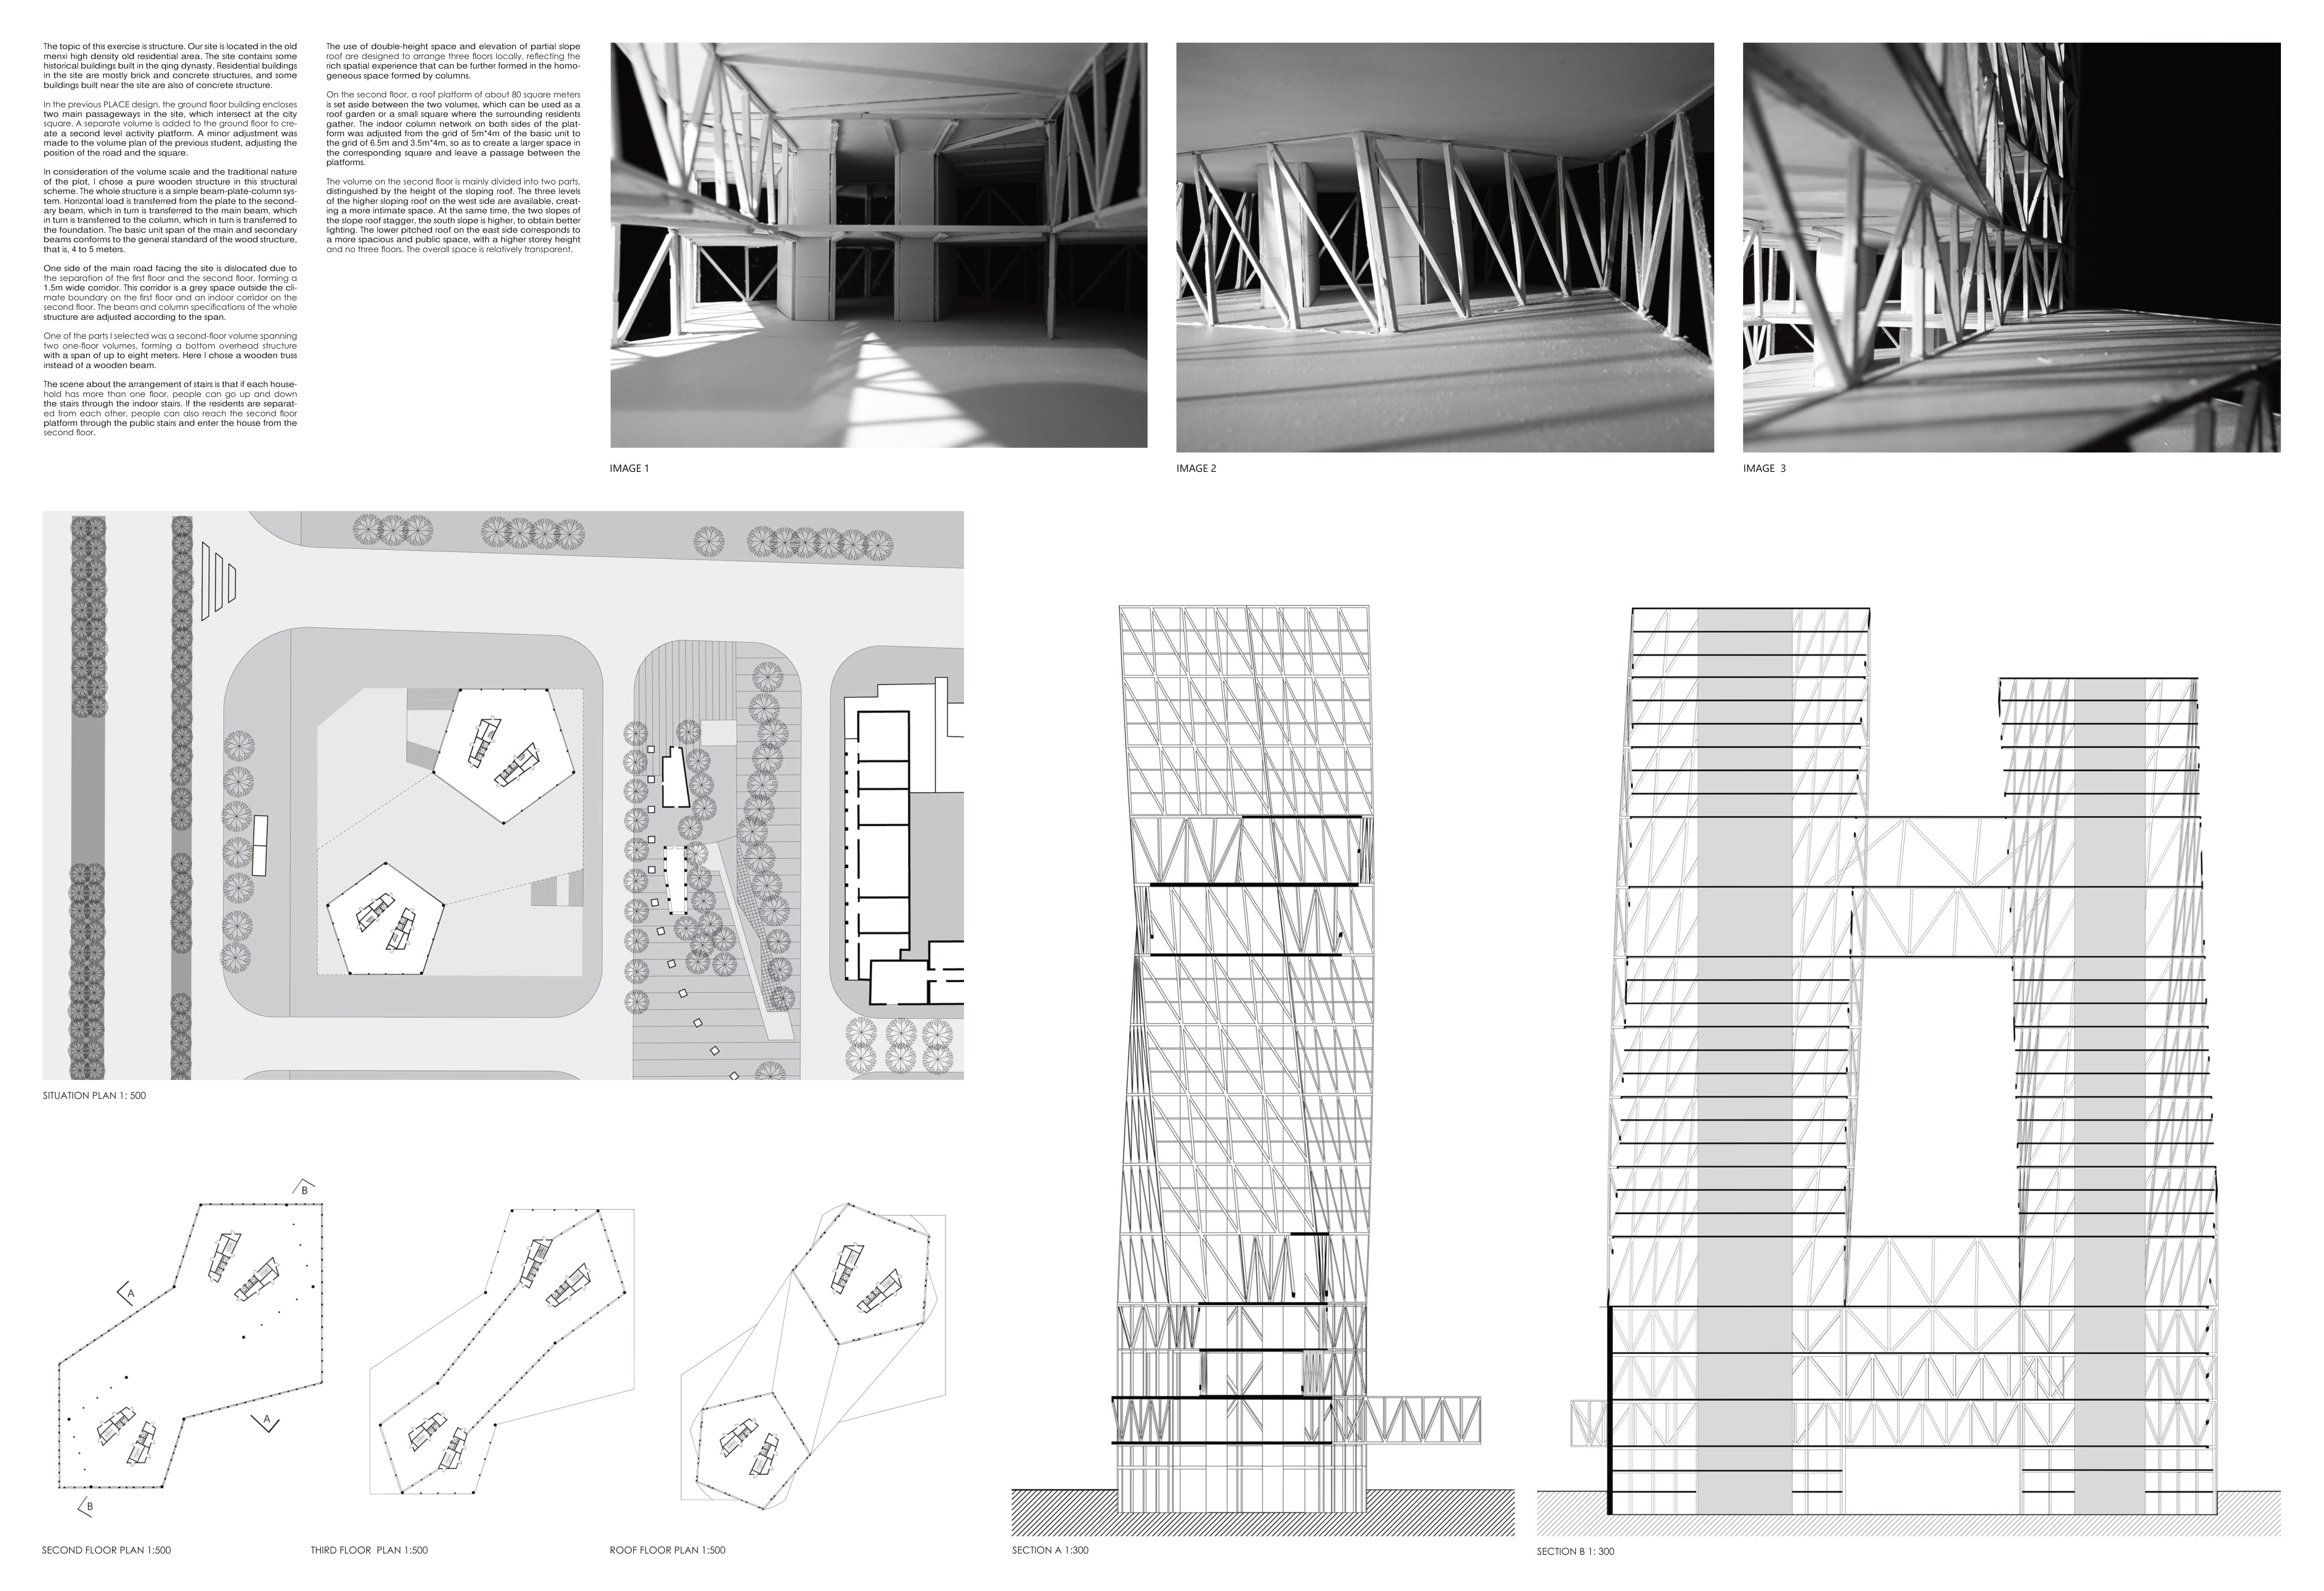 The topic of this exercise is structure. Our site is located in the old
menxi high density old residential area. The site contains some
historical buildings built in the qing dynasty. Residential buildings
in the site are mostly brick and concrete structures, and some
buildings built near the site are also of concrete structure.
In the previous PLACE design, the ground floor building encloses
two main passageways in the site, which intersect at the city
square. A separate volume is added to the ground floor to cre-
ate a second level activity platform. A minor adjustment was
made to the volume plan of the previous student, adjusting the
position of the road and the square.
In consideration of the volume scale and the traditional nature
of the plot, I chose a pure wooden structure in this structural
scheme. The whole structure is a simple beam-plate-column sys-
tem. Horizontal load is transferred from the plate to the second-
ary beam, which in turn is transferred to the main beam, which
in turn is transferred to the column, which in turn is transferred to
the foundation. The basic unit span of the main and secondary
beams conforms to the general standard of the wood structure,
that is, 4 to 5 meters.
One side of the main road facing the site is dislocated due to
the separation of the first floor and the second floor, forming a
1.5m wide corridor. This corridor is a grey space outside the cli-
mate boundary on the first floor and an indoor corridor on the
second floor. The beam and column specifications of the whole
structure are adjusted according to the span.
One of the parts I selected was a second-floor volume spanning
two one-floor volumes, forming a bottom overhead structure
with a span of up to eight meters. Here I chose a wooden truss
instead of a wooden beam.
The scene about the arrangement of stairs is that if each house-
hold has more than one floor, people can go up and down
the stairs through the indoor stairs. If the residents are separat-
ed from each other, people can also reach the second floor
platform through the public stairs and enter the house from the
second floor.
The use of double-height space and elevation of partial slope
roof are designed to arrange three floors locally, reflecting the
rich spatial experience that can be further formed in the homo-
geneous space formed by columns.
On the second floor, a roof platform of about 80 square meters
is set aside between the two volumes, which can be used as a
roof garden or a small square where the surrounding residents
gather. The indoor column network on both sides of the plat-
form was adjusted from the grid of 5m*4m of the basic unit to
the grid of 6.5m and 3.5m*4m, so as to create a larger space in
the corresponding square and leave a passage between the
platforms.
The volume on the second floor is mainly divided into two parts,
distinguished by the height of the sloping roof. The three levels
of the higher sloping roof on the west side are available, creat-
ing a more intimate space. At the same time, the two slopes of
the slope roof stagger, the south slope is higher, to obtain better
lighting. The lower pitched roof on the east side corresponds to
a more spacious and public space, with a higher storey height
and no three floors. The overall space is relatively transparent.
IMAGE 1
IMAGE 2
IMAGE 3
SITUATION PLAN 1: 500
B
A
A
B
SECOND FLOOR PLAN 1:500
THIRD FLOOR PLAN 1:500
ROOF FLOOR PLAN 1:500
SECTION A 1:300
SECTION B 1: 300